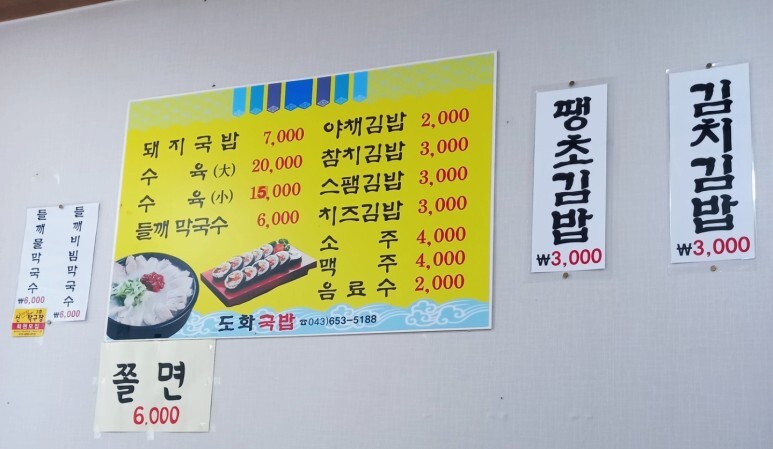 돼지국밥 7,000
수 육 (大) 20,000
수 육 (小) 15,000
들깨 막국수 6,000
야채김밥 2,000
참치김밥 3,000
스팸김밥 3,000
치즈김밥 3,000
소 주 4,000
맥 주 4,000
음료수 2,000
도화국밥 ☎(043)653-5188
들깨물막국수
₩6,000
들깨비빔막국수
₩6,000
쫄면
6,000
땡초김밥
₩3,000
김치김밥
₩3,000